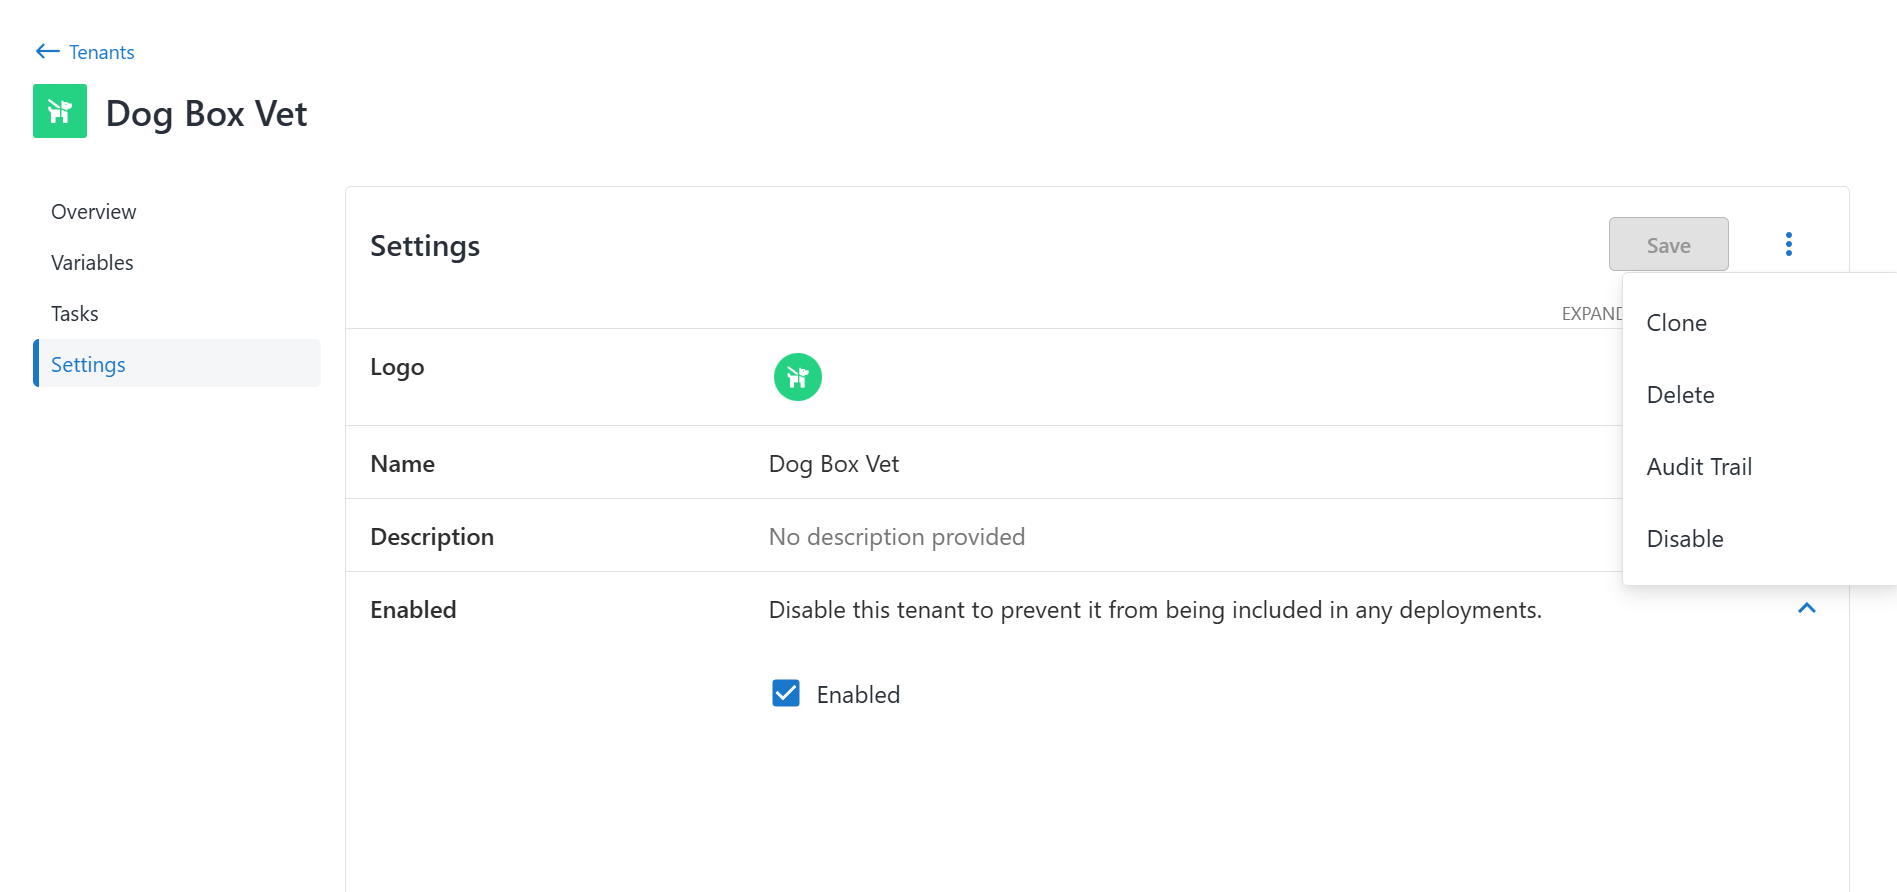 Tenants
Dog Box Vet
Overview
Variables
Tasks
Settings
Settings
Save
EXPAND
Clone
Delete
Audit Trail
Disable
Logo
Name
Dog Box Vet
Description
No description provided
Enabled
Disable this tenant to prevent it from being included in any deployments.
Enabled